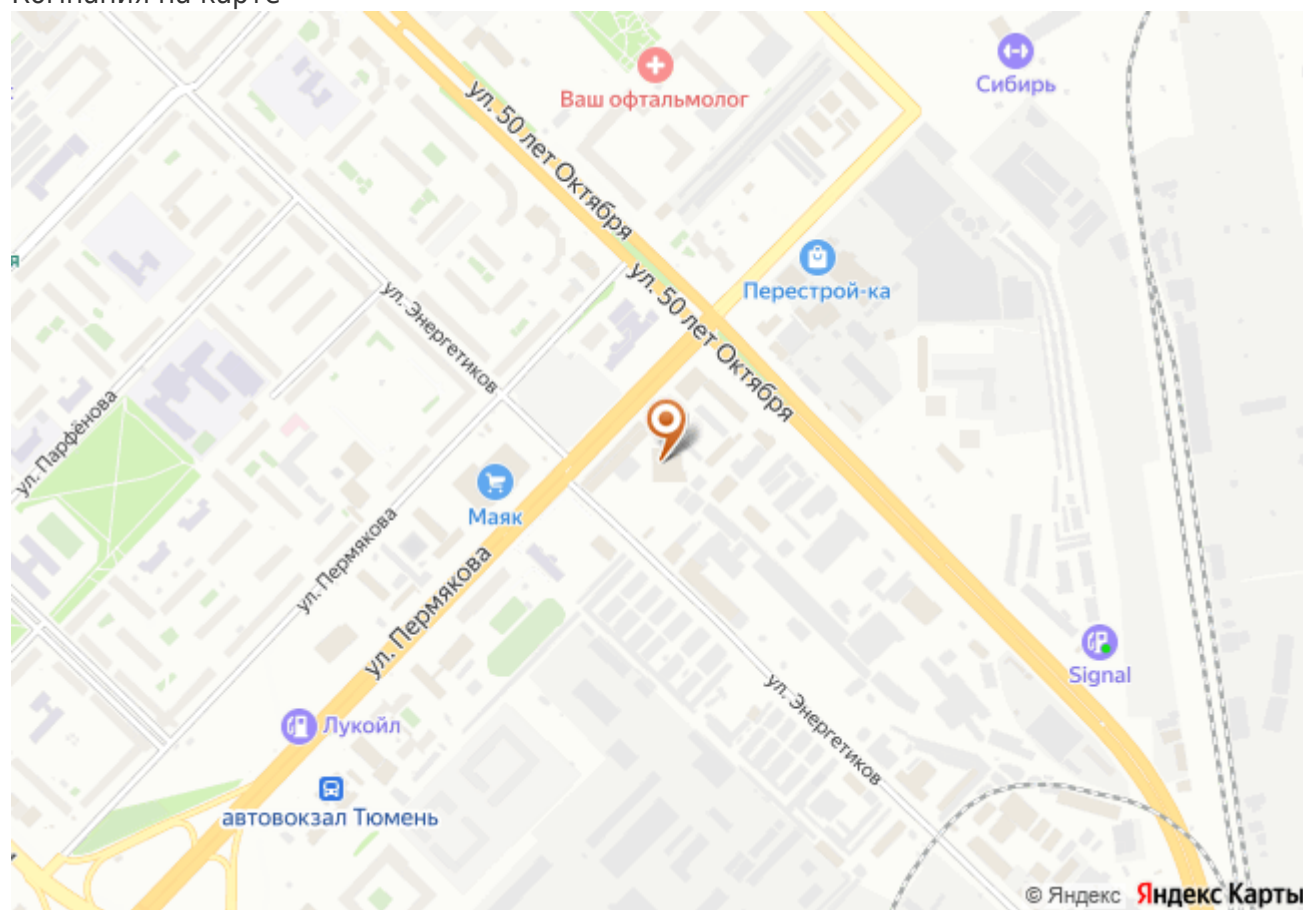 Компания на карте
Сибирь
Ваш офтальмолог
ул. 50 лет Октября
Перестрой-ка
ул. 50 лет Октября
ул. Энергетиков
ул. Парфёнова
Маяк
ул. Пермякова
ул. Пермякова
Signal
ул. Энергетиков
Лукойл
автовокзал Тюмень
© Яндекс Яндекс Карты